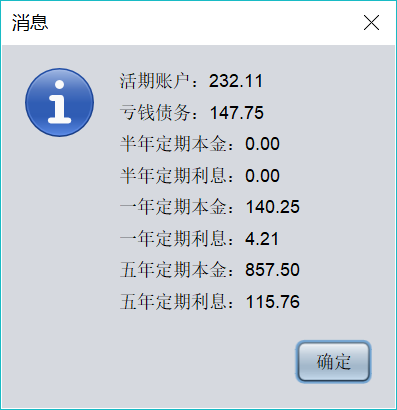 消息
活期账户：232.11
亏钱债务：147.75
半年定期本金：0.00
半年定期利息：0.00
一年定期本金：140.25
一年定期利息：4.21
五年定期本金：857.50
五年定期利息：115.76
确定